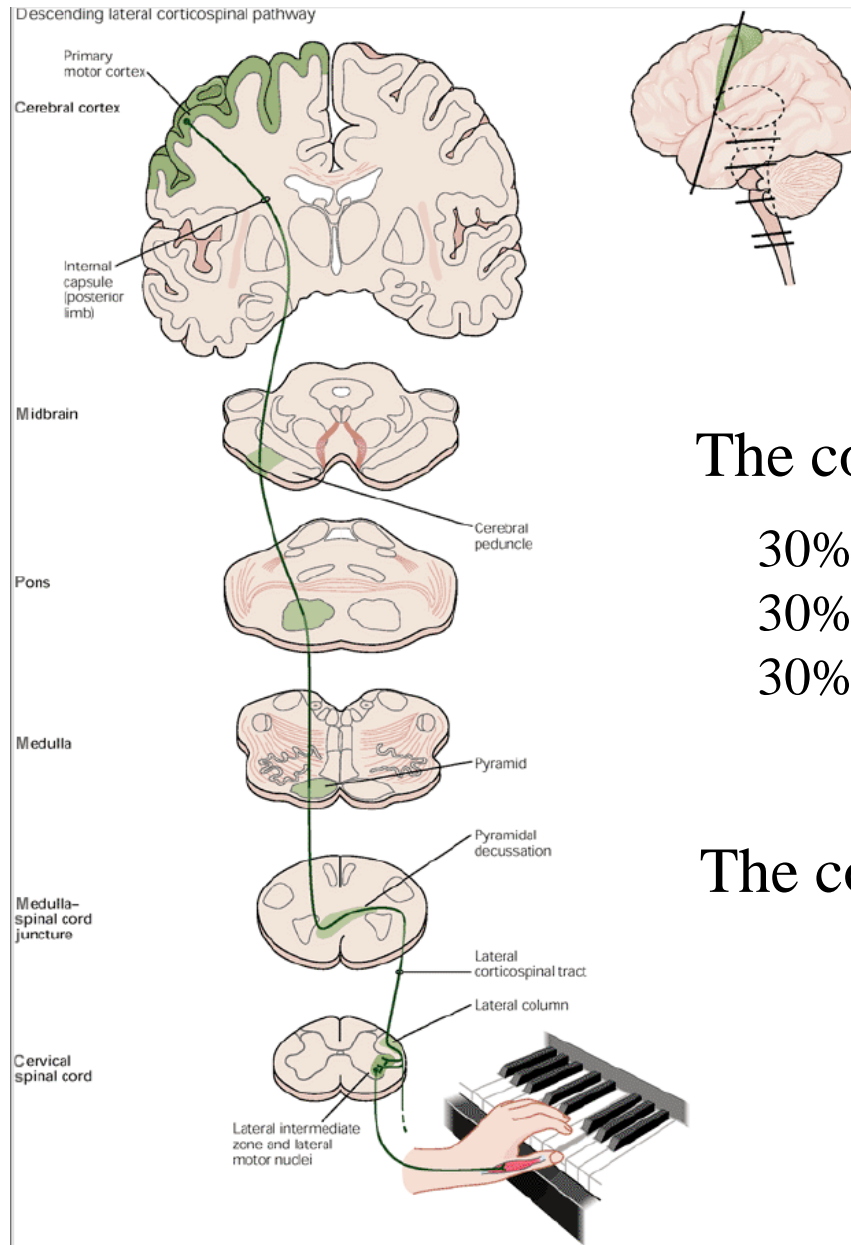 Descending lateral corticospinal pathway
Primary
motor cortex
Cerebral cortex
Internal
capsule
(posterior
limb)
Midbrain
Cerebral
peduncle
Pons
Medulla
Pyramid
Pyramidal
decussation
Medulla–
spinal cord
juncture
Lateral
corticospinal tract
Lateral column
Cervical
spinal cord
Lateral intermediate
zone and lateral
motor nuclei
The co
30%
30%
30%
The co